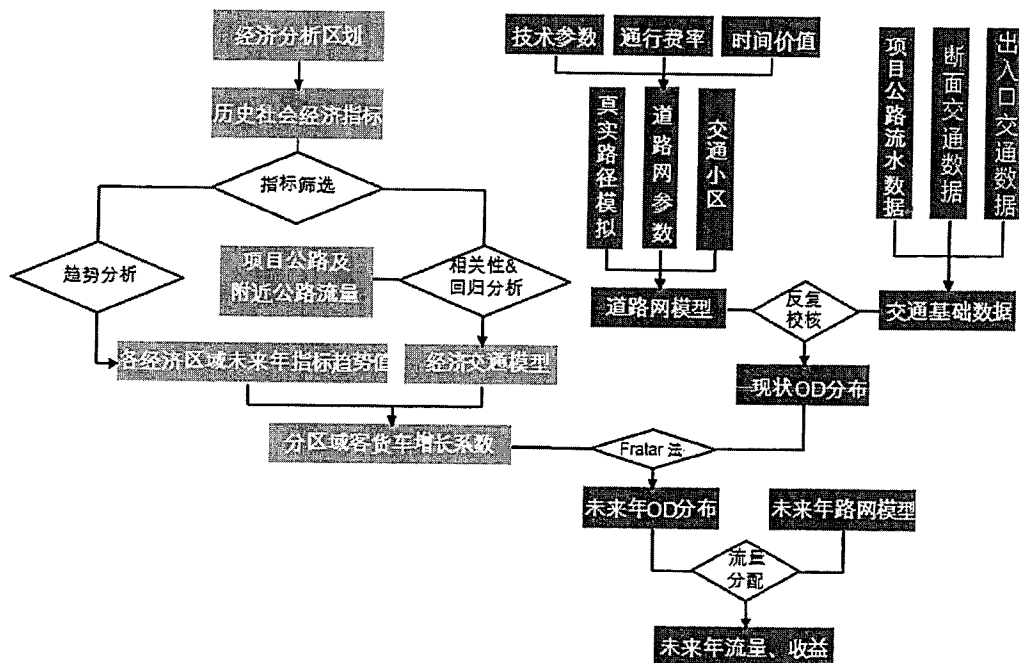 经济分析区划
技术参数
通行费率
时间价值
历史社会经济指标
真实路径模拟
道路网参数
交通小区
项目公路流水数据
断面交通数据
出入口交通数据
指标筛选
趋势分析
项目公路及
附近公路流量
相关性&
回归分析
道路网模型
反复
校核
交通基础数据
各经济区域未来年指标趋势值
经济交通模型
现状OD分布
分区域客货车增长系数
Fratar 法
未来年OD分布
未来年路网模型
流量
分配
未来年流量、收益